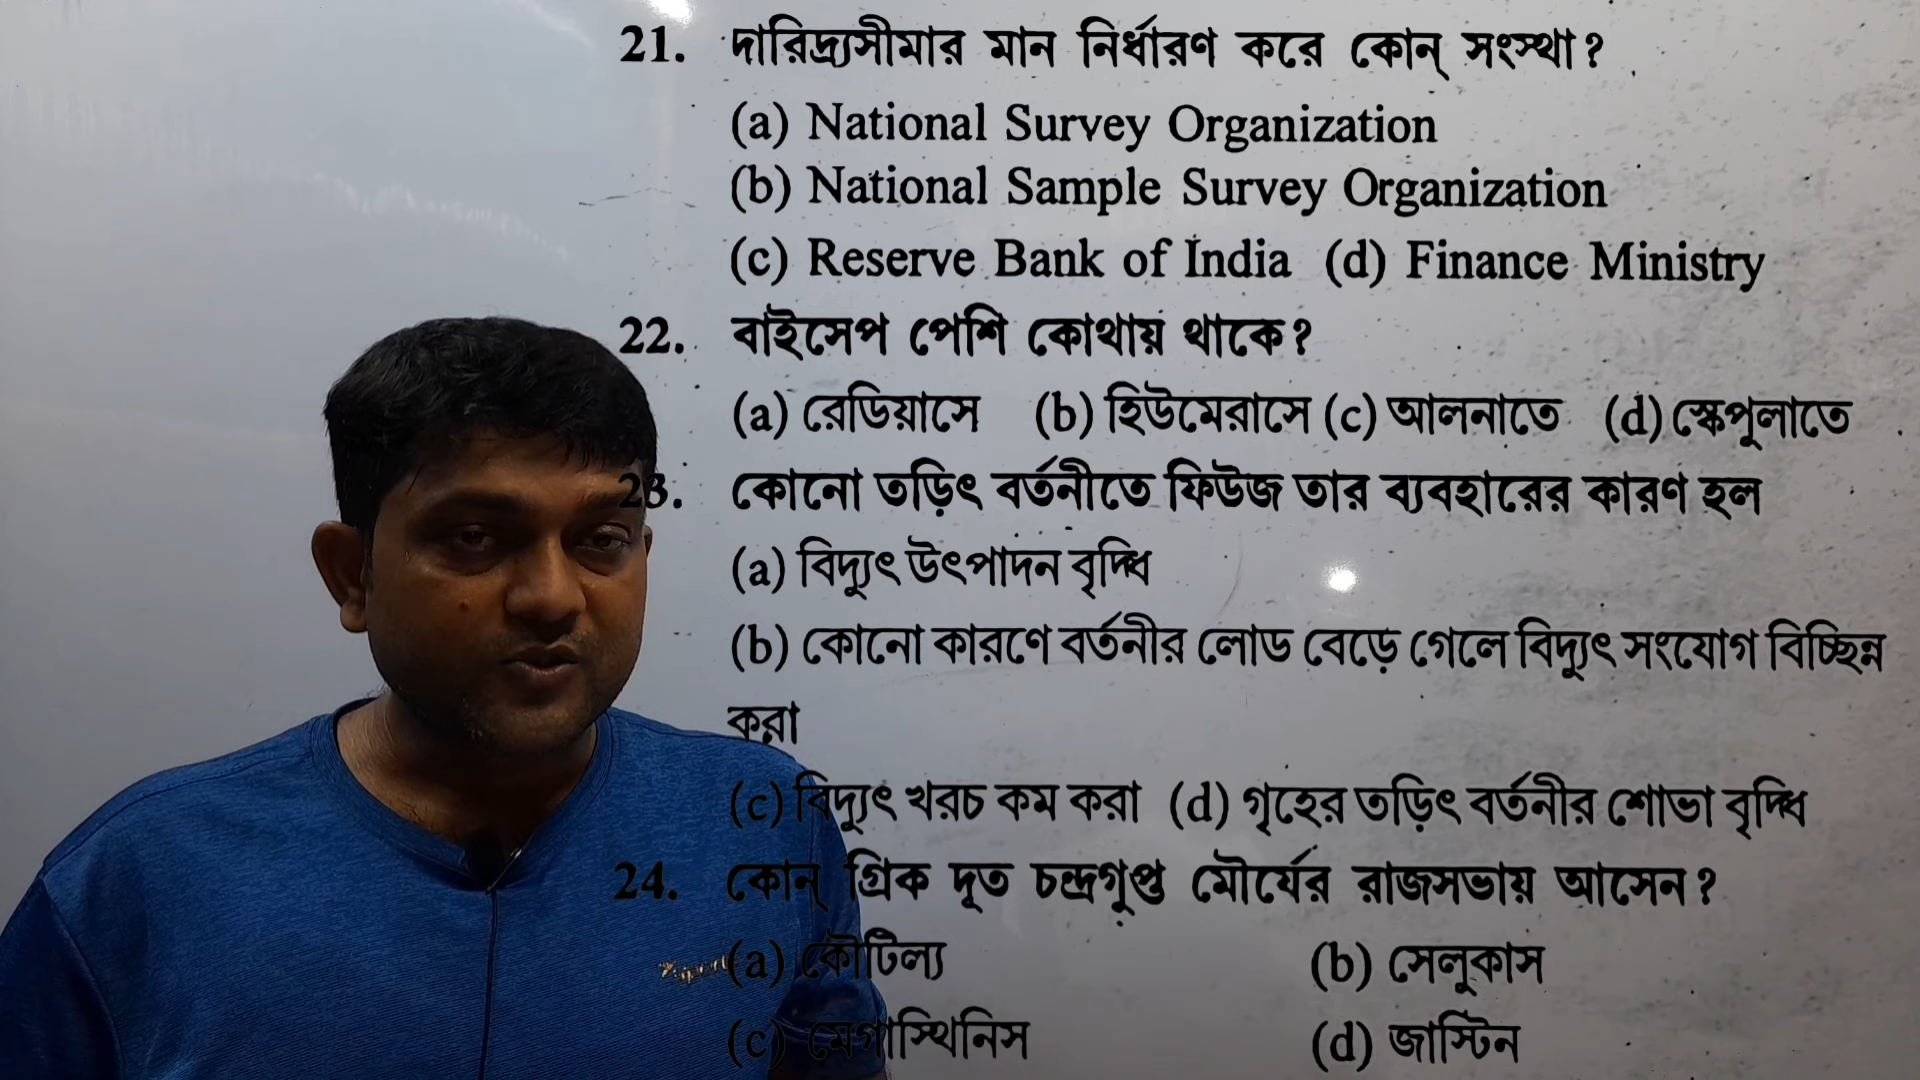 21. দারিদ্র্যসীমার মান নির্ধারণ করে কোন্ সংস্থা?
(a) National Survey Organization
(b) National Sample Survey Organization
(c) Reserve Bank of India (d) Finance Ministry
22. বাইসেপ পেশি কোথায় থাকে?
(a) রেডিয়াসে (b) হিউমেরাসে (c) আলনাতে (d) স্কেপুলাতে
23. কোনো তড়িৎ বর্তনীতে ফিউজ তার ব্যবহারের কারণ হল
(a) বিদ্যুৎ উৎপাদন বৃদ্ধি
(b) কোনো কারণে বর্তনীর লোড বেড়ে গেলে বিদ্যুৎ সংযোগ বিচ্ছিন্ন
করা
(c) বিদ্যুৎ খরচ কম করা (d) গৃহের তড়িৎ বর্তনীর শোভা বৃদ্ধি
24. কোন্ গ্রিক দূত চন্দ্রগুপ্ত মৌর্যের রাজসভায় আসেন?
(a) কৌটিল্য (b) সেলুকাস
(c) মেগাস্থিনিস (d) জাস্টিন